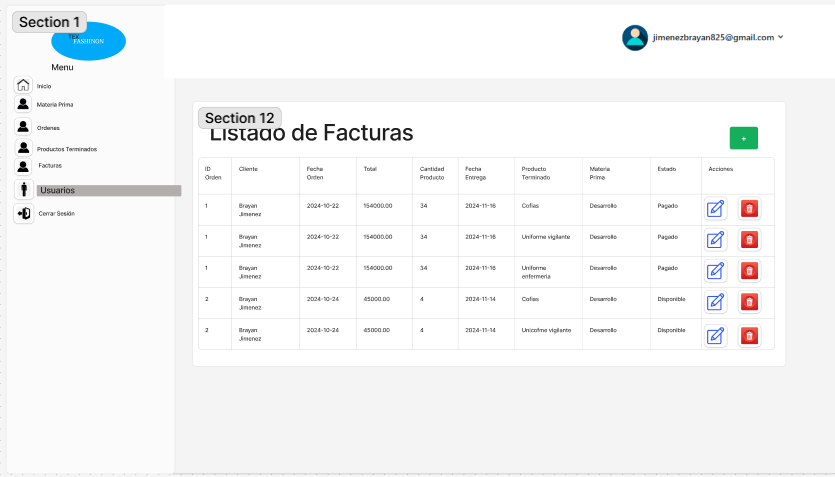 Section 1
TEX
FASHINON
Menu
Inicio
Materia Prima
Ordenes
Productos Terminados
Facturas
Usuarios
Cerrar Sesión
jimenezbrayan825@gmail.com
Section 12
Listado de Facturas
+
ID Orden Cliente Fecha Orden Total Cantidad Producto Fecha Entrega Producto Terminado Materia Prima Estado Acciones
1 Brayan Jimenez 2024-10-22 154000.00 34 2024-11-16 Cofias Desarrollo Pagado
1 Brayan Jimenez 2024-10-22 154000.00 34 2024-11-16 Uniforme vigilante Desarrollo Pagado
1 Brayan Jimenez 2024-10-22 154000.00 34 2024-11-16 Uniforme enfermeria Desarrollo Pagado
2 Brayan Jimenez 2024-10-24 45000.00 4 2024-11-14 Cofias Desarrollo Disponible
2 Brayan Jimenez 2024-10-24 45000.00 4 2024-11-14 Unicofme vigilante Desarrollo Disponible